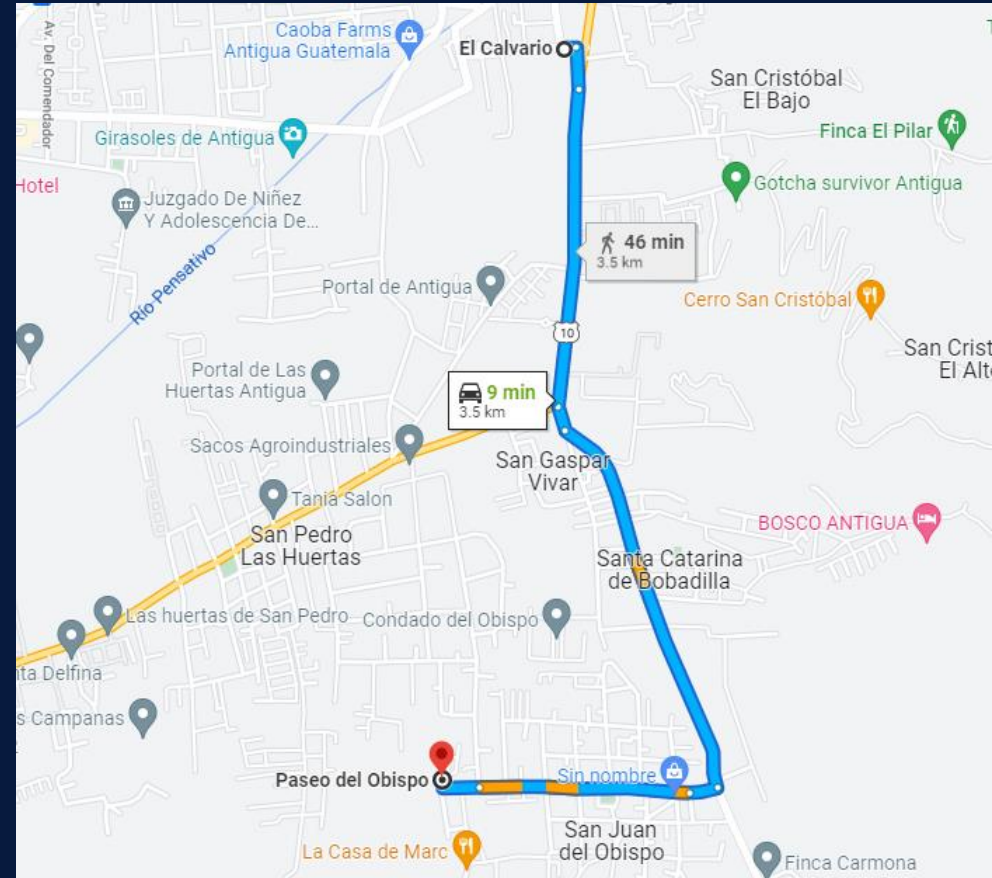 Caoba Farms
Antigua Guatemala
El Calvario
Av. Del Comendador
San Cristóbal
El Bajo
Girasoles de Antigua
Finca El Pilar
Hotel
Juzgado De Niñez
Y Adolescencia De...
Gotcha survivor Antigua
46 min
3.5 km
Río Pensativo
Portal de Antigua
Cerro San Cristóbal
10
San Crist
El Alto
Portal de Las
Huertas Antigua
9 min
3.5 km
Sacos Agroindustriales
San Gaspar
Vivar
Tania Salon
BOSCO ANTIGUA
San Pedro
Las Huertas
Santa Catarina
de Bobadilla
Las huertas de San Pedro
Condado del Obispo
ta Delfina
s Campanas
Paseo del Obispo
Sin nombre
San Juan
del Obispo
La Casa de Marc
Finca Carmona